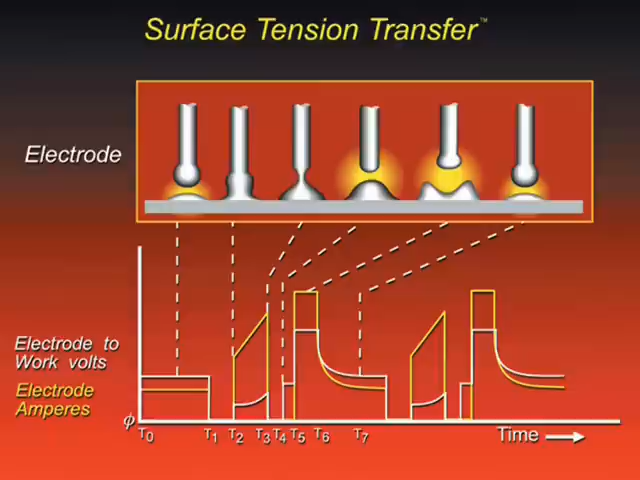 Surface Tension Transfer™
Electrode
Electrode to
Work volts
Electrode
Amperes
ϕ
T0 T1 T2 T3 T4 T5 T6 T7 Time